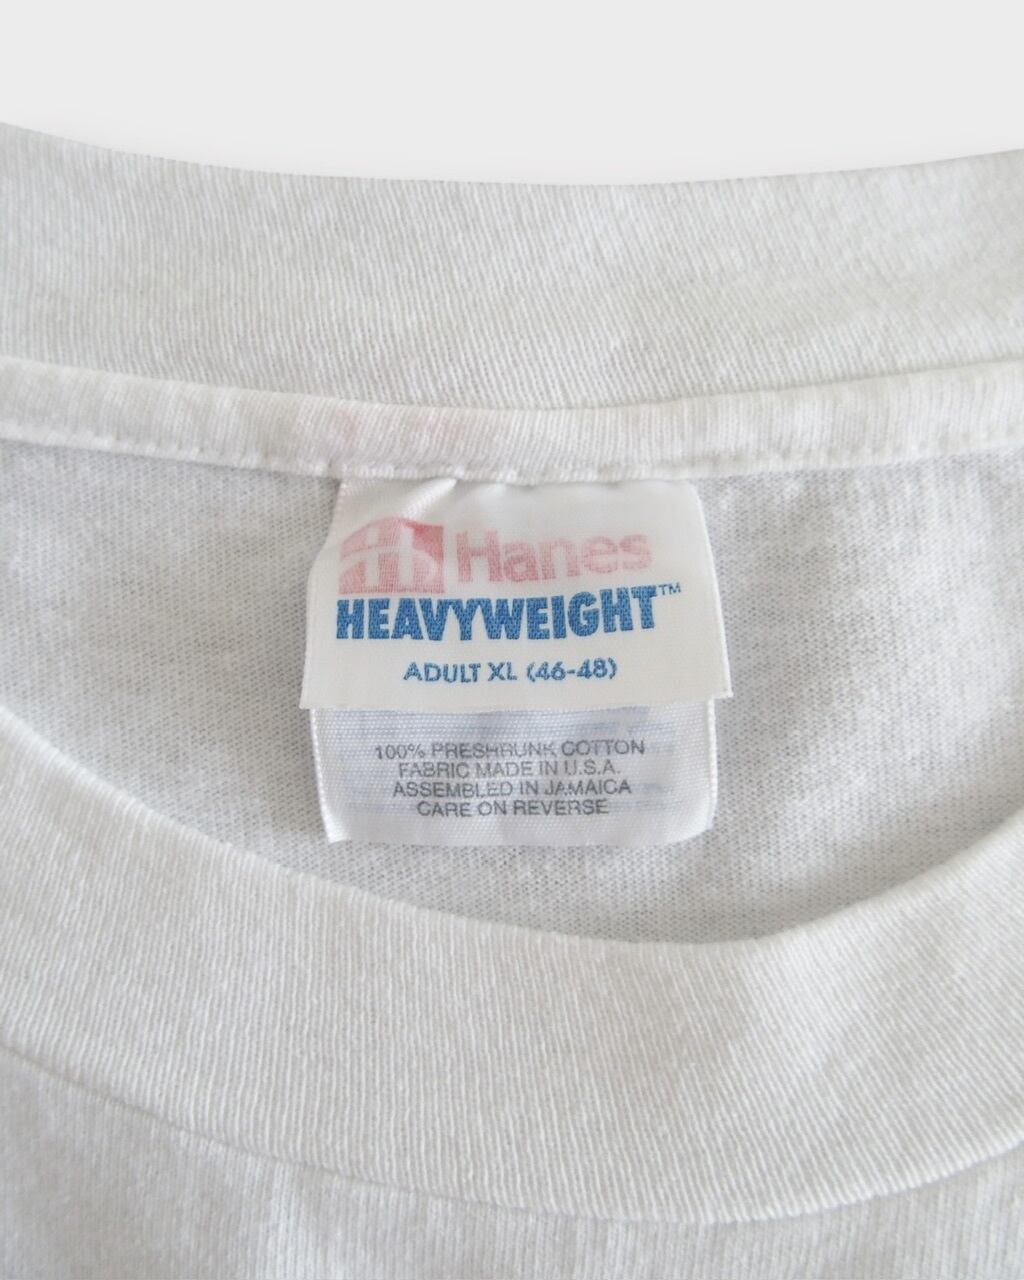 Hanes
HEAVYWEIGHT™
ADULT XL (46-48)
100% PRESHRUNK COTTON
FABRIC MADE IN U.S.A.
ASSEMBLED IN JAMAICA
CARE ON REVERSE